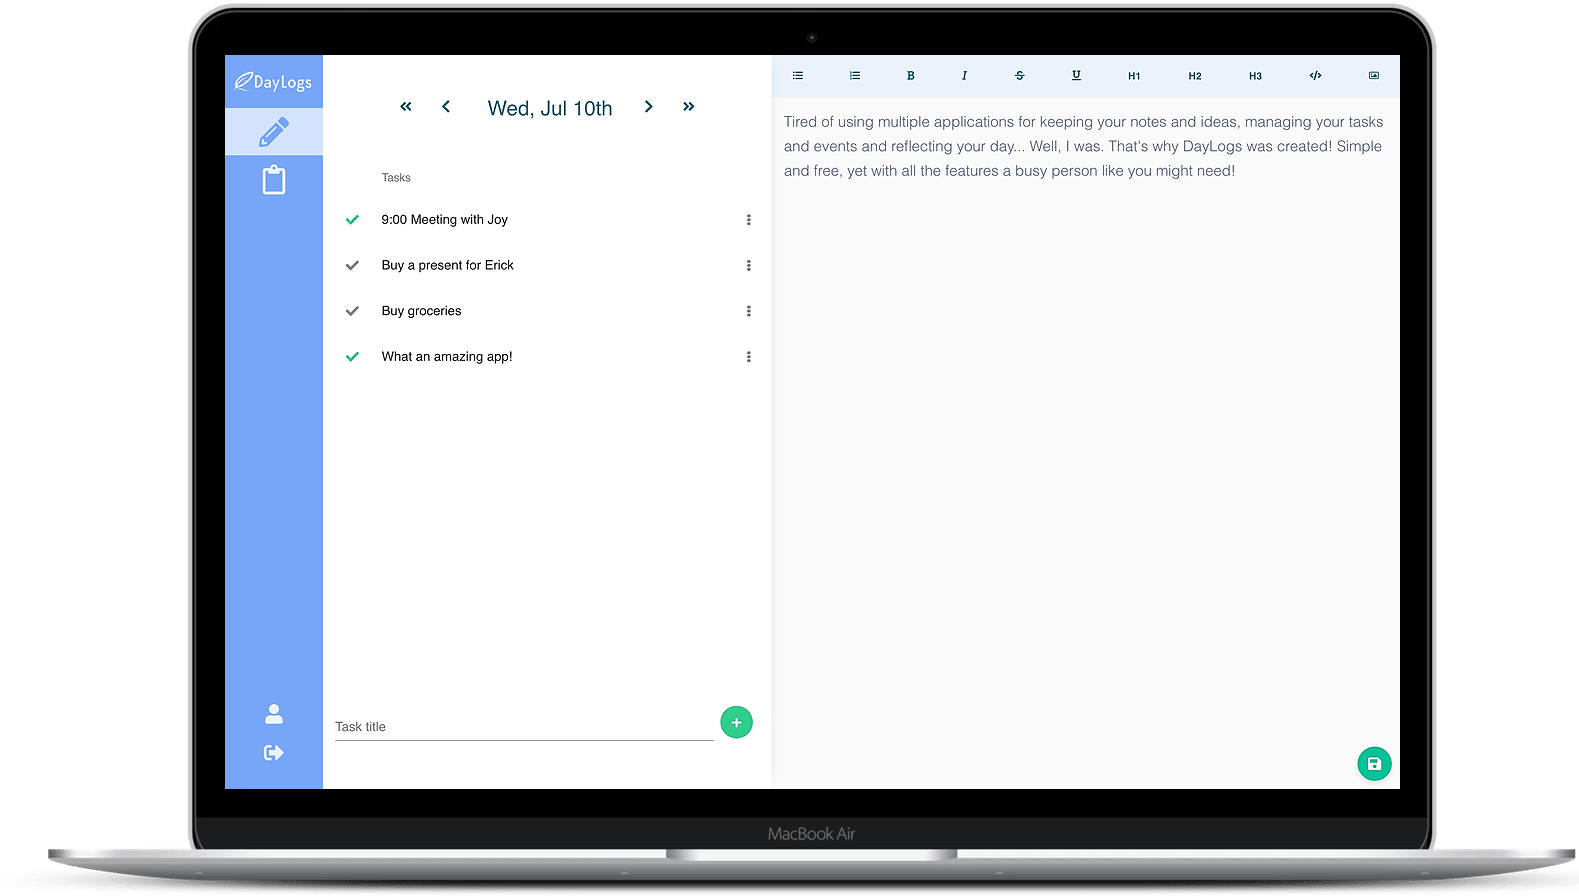 DayLogs
Wed, Jul 10th
Tasks
9:00 Meeting with Joy
Buy a present for Erick
Buy groceries
What an amazing app!
Task title
B I S U H1 H2 H3
Tired of using multiple applications for keeping your notes and ideas, managing your tasks
and events and reflecting your day... Well, I was. That's why DayLogs was created! Simple
and free, yet with all the features a busy person like you might need!
MacBook Air